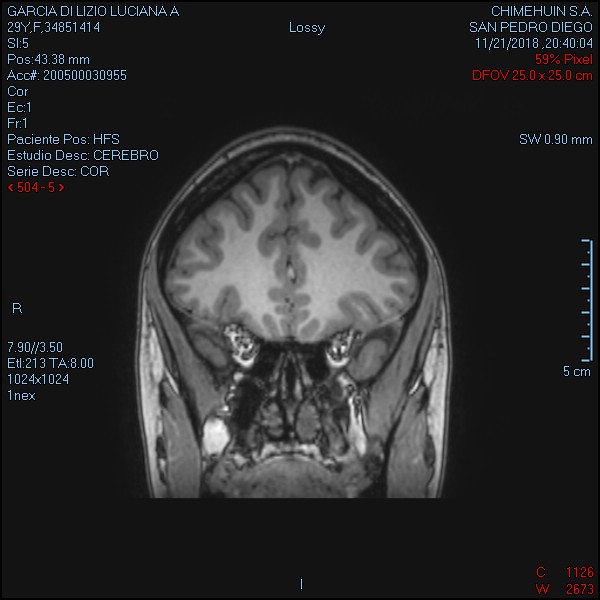 GARCIA DI LIZIO LUCIANA A
29Y,F,34851414
Sl:5
Pos:43.38 mm
Acc#: 200500030955
Cor
Ec:1
Fr:1
Paciente Pos: HFS
Estudio Desc: CEREBRO
Serie Desc: COR
< 504 - 5 >
Lossy
CHIMEHUIN S.A.
SAN PEDRO DIEGO
11/21/2018 ,20:40:04
59% Pixel
DFOV 25.0 x 25.0 cm
SW 0.90 mm
R
7.90//3.50
Etl:213 TA:8.00
1024x1024
1nex
5 cm
I
C 1126
W 2673